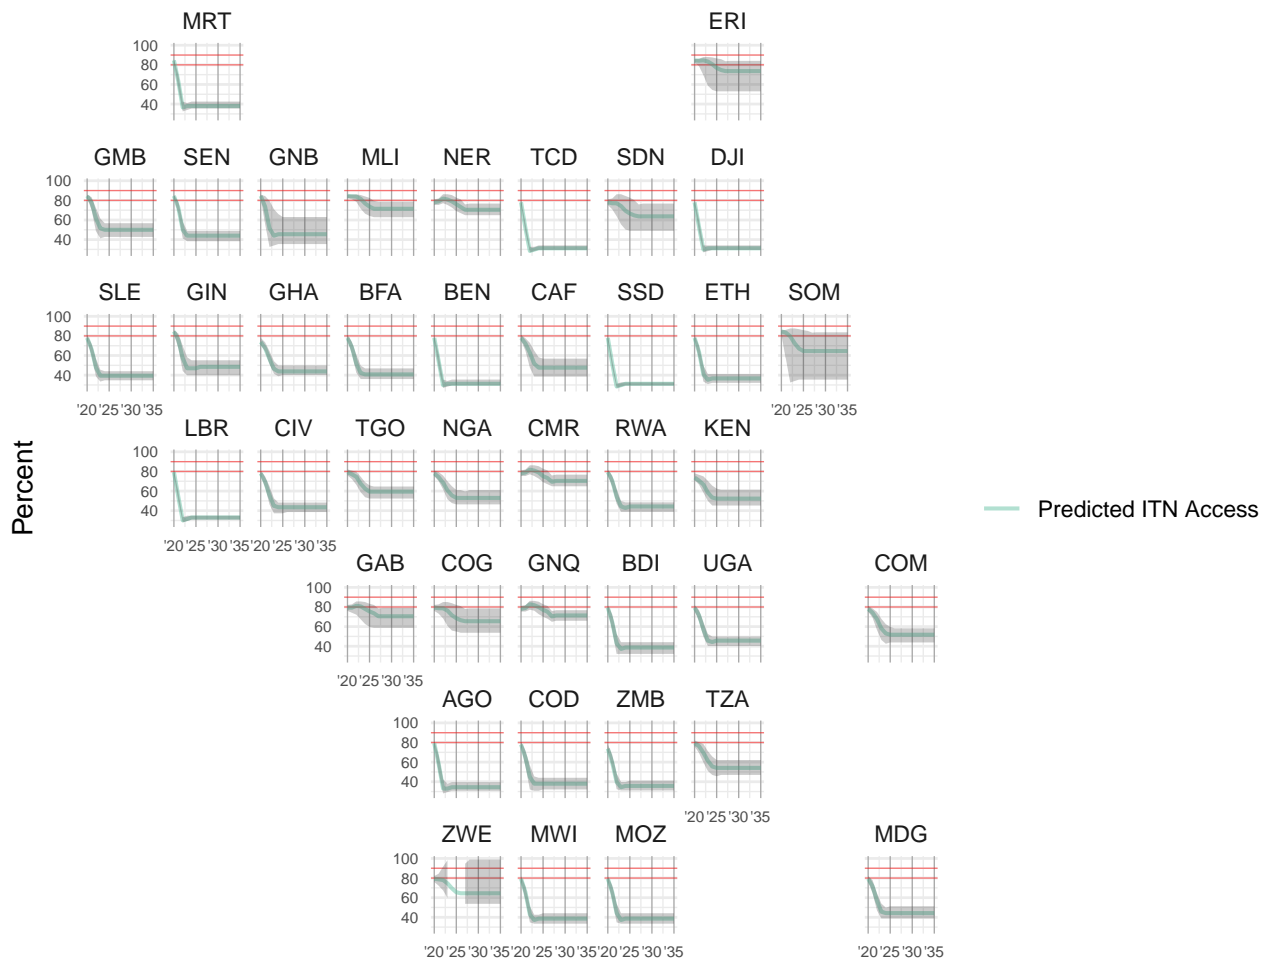 MRT ERI
100
80
60
40
GMB SEN GNB MLI NER TCD SDN DJI
100
80
60
40
SLE GIN GHA BFA BEN CAF SSD ETH SOM
100
80
60
40
'20 '25 '30 '35 '20 '25 '30 '35
LBR CIV TGO NGA CMR RWA KEN
100
80
60
40
'20 '25 '30 '35 '20 '25 '30 '35
GAB COG GNQ BDI UGA COM
100
80
60
40
'20 '25 '30 '35
AGO COD ZMB TZA
100
80
60
40
'20 '25 '30 '35
ZWE MWI MOZ MDG
100
80
60
40
'20 '25 '30 '35 '20 '25 '30 '35 '20 '25 '30 '35 '20 '25 '30 '35
Percent
Predicted ITN Access